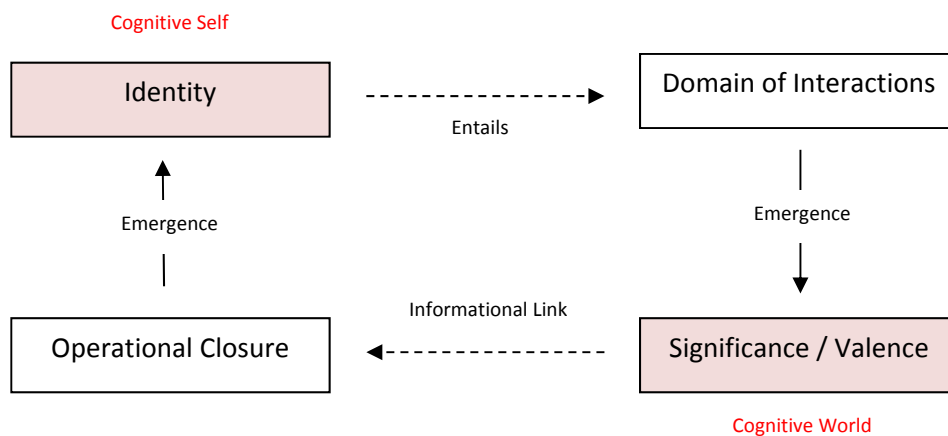 Cognitive Self
Identity
Domain of Interactions
Entails
Emergence
Emergence
Informational Link
Operational Closure
Significance / Valence
Cognitive World